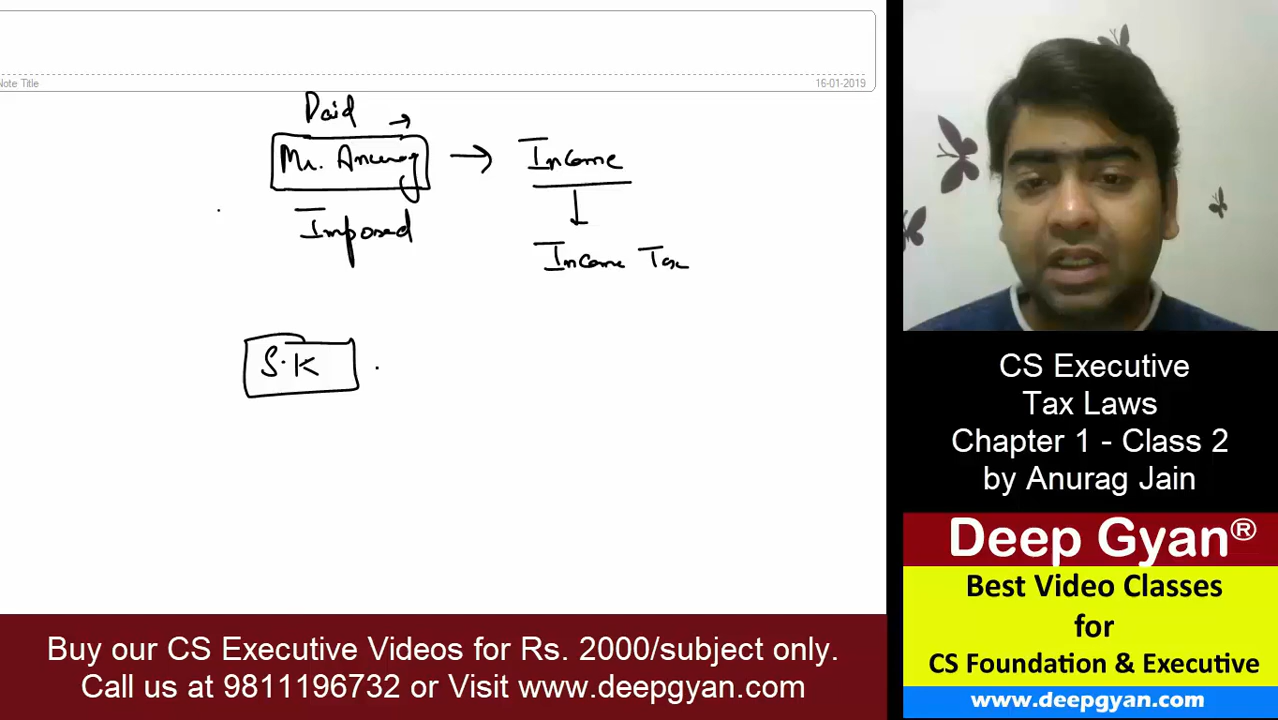 Note Title
16-01-2019
Paid
Mr. Anurag
Income
Imposed
Income Tax
S.K
CS Executive
Tax Laws
Chapter 1 - Class 2
by Anurag Jain
Deep Gyan®
Best Video Classes
for
CS Foundation & Executive
www.deepgyan.com
Buy our CS Executive Videos for Rs. 2000/subject only.
Call us at 9811196732 or Visit www.deepgyan.com